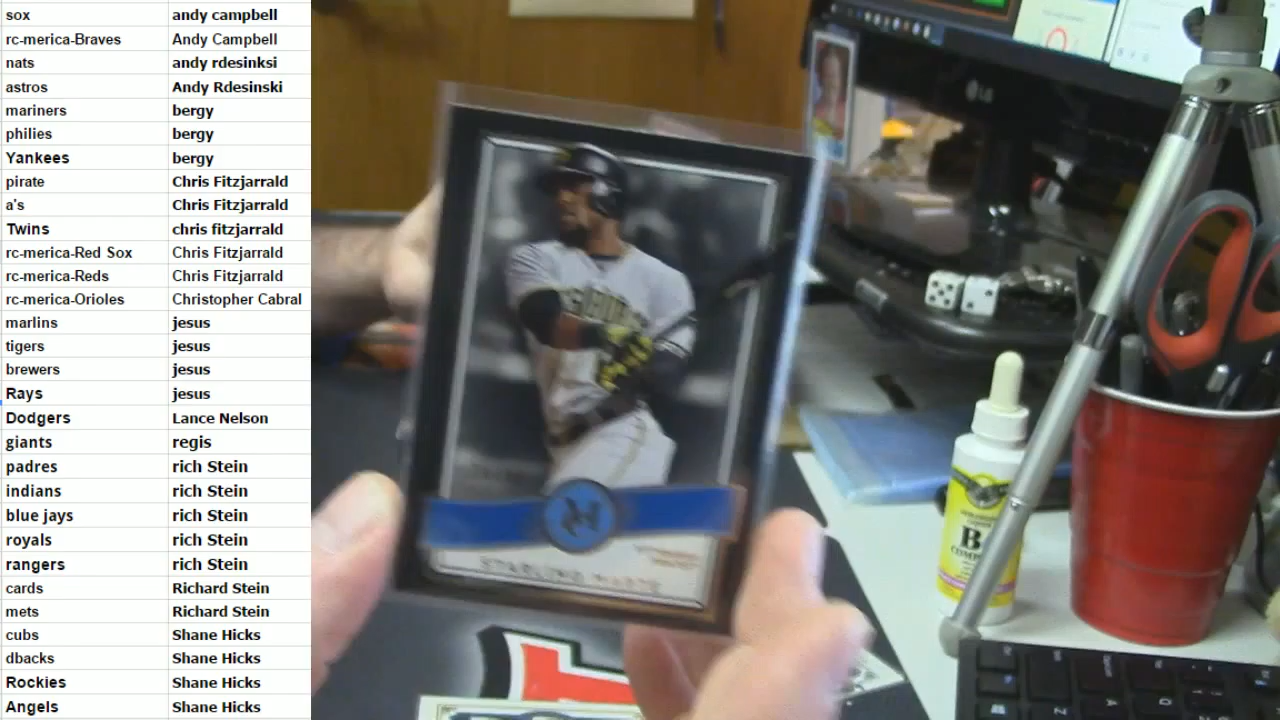 sox andy campbell
rc-merica-Braves Andy Campbell
nats andy rdesinksi
astros Andy Rdesinski
mariners bergy
philies bergy
Yankees bergy
pirate Chris Fitzjarrald
a's Chris Fitzjarrald
Twins chris fitzjarrald
rc-merica-Red Sox Chris Fitzjarrald
rc-merica-Reds Chris Fitzjarrald
rc-merica-Orioles Christopher Cabral
marlins jesus
tigers jesus
brewers jesus
Rays jesus
Dodgers Lance Nelson
giants regis
padres rich Stein
indians rich Stein
blue jays rich Stein
royals rich Stein
rangers rich Stein
cards Richard Stein
mets Richard Stein
cubs Shane Hicks
dbacks Shane Hicks
Rockies Shane Hicks
Angels Shane Hicks
STARLING MARTE
LG